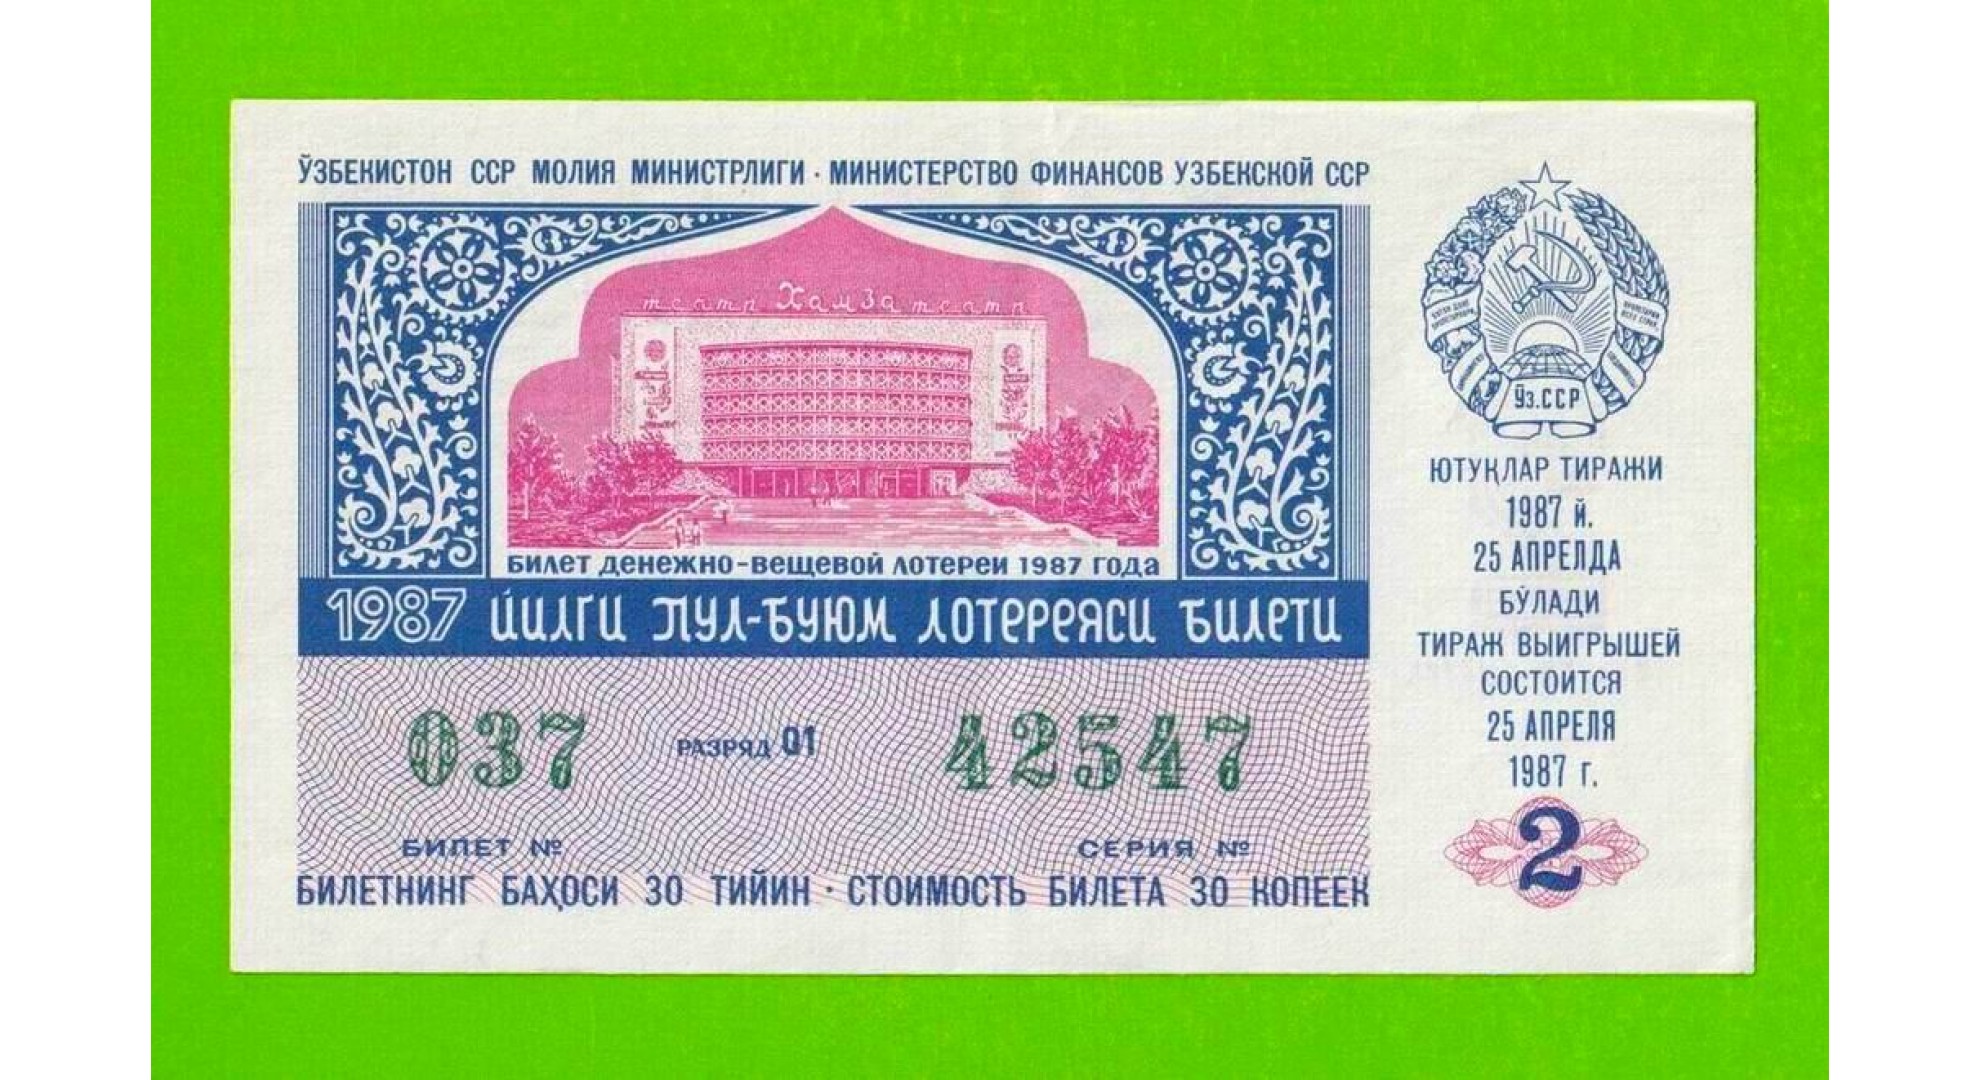 ЎЗБЕКИСТОН ССР МОЛИЯ МИНИСТРЛИГИ · МИНИСТЕРСТВО ФИНАНСОВ УЗБЕКСКОЙ ССР
театр Хамза театр
БИЛЕТ ДЕНЕЖНО-ВЕЩЕВОЙ ЛОТЕРЕИ 1987 ГОДА
1987 ЙИЛГИ ПУЛ-БУЮМ ЛОТЕРЕЯСИ БИЛЕТИ
037 РАЗРЯД 01 42547
БИЛЕТ № СЕРИЯ №
БИЛЕТНИНГ БАҲОСИ 30 ТИЙИН · СТОИМОСТЬ БИЛЕТА 30 КОПЕЕК
Ўз.ССР
ЮТУҚЛАР ТИРАЖИ
1987 й.
25 АПРЕЛДА
БЎЛАДИ
ТИРАЖ ВЫИГРЫШЕЙ
СОСТОИТСЯ
25 АПРЕЛЯ
1987 г.
2